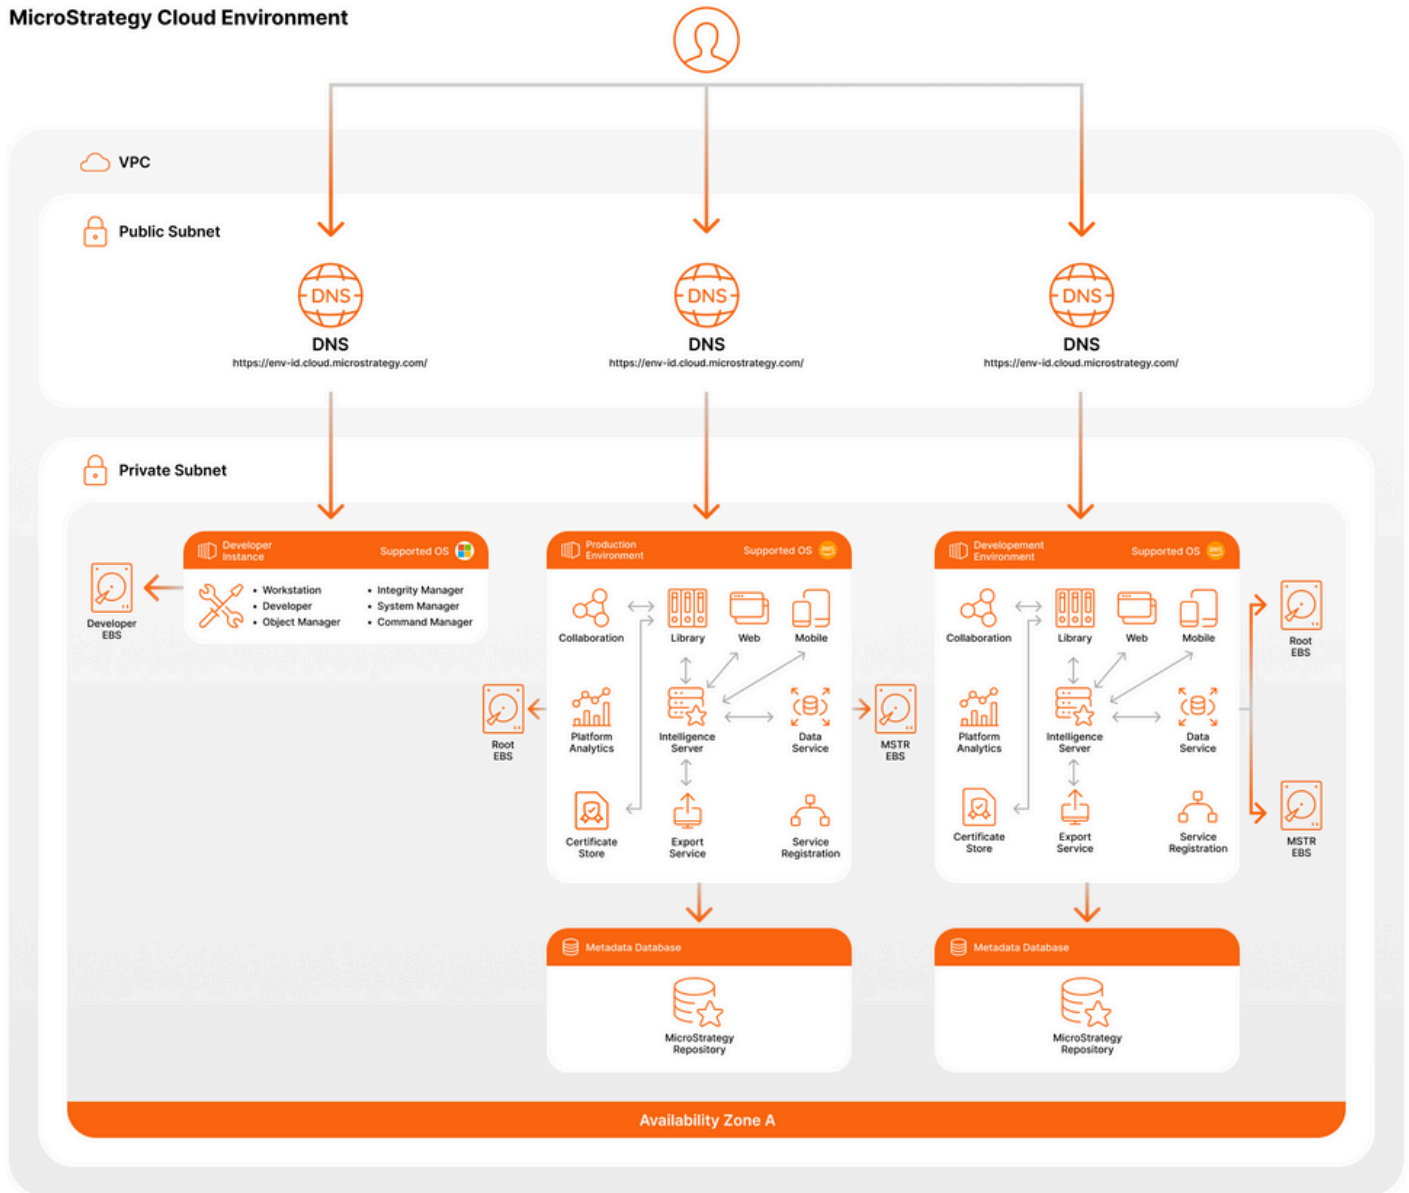 MicroStrategy Cloud Environment
VPC
Public Subnet
DNS
DNS
https://env-id.cloud.microstrategy.com/
DNS
DNS
https://env-id.cloud.microstrategy.com/
DNS
DNS
https://env-id.cloud.microstrategy.com/
Private Subnet
Developer
Instance
Supported OS
• Workstation
• Developer
• Object Manager
• Integrity Manager
• System Manager
• Command Manager
Developer
EBS
Production
Environment
Supported OS
aws
Collaboration
Library
Web
Mobile
Platform
Analytics
Intelligence
Server
Data
Service
Certificate
Store
Export
Service
Service
Registration
Root
EBS
MSTR
EBS
Developement
Environment
Supported OS
aws
Collaboration
Library
Web
Mobile
Platform
Analytics
Intelligence
Server
Data
Service
Certificate
Store
Export
Service
Service
Registration
Root
EBS
MSTR
EBS
Metadata Database
MicroStrategy
Repository
Metadata Database
MicroStrategy
Repository
Availability Zone A